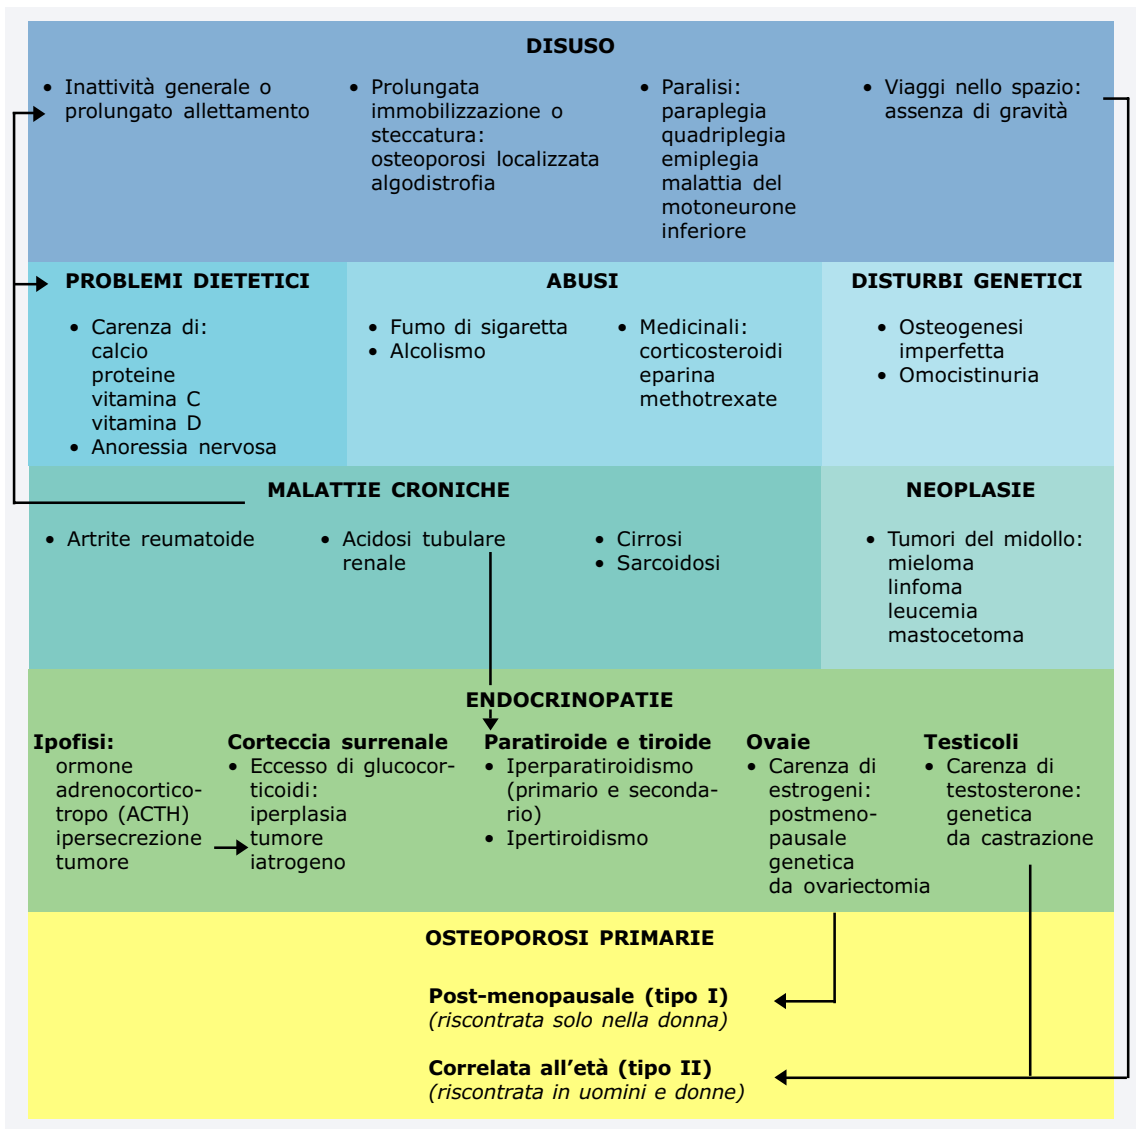 DISUSO
• Inattività generale o
prolungato allettamento
• Prolungata
immobilizzazione o
steccatura:
osteoporosi localizzata
algodistrofia
• Paralisi:
paraplegia
quadriplegia
emiplegia
malattia del
motoneurone
inferiore
• Viaggi nello spazio:
assenza di gravità
PROBLEMI DIETETICI
• Carenza di:
calcio
proteine
vitamina C
vitamina D
• Anoressia nervosa
ABUSI
• Fumo di sigaretta
• Alcolismo
• Medicinali:
corticosteroidi
eparina
methotrexate
DISTURBI GENETICI
• Osteogenesi
imperfetta
• Omocistinuria
MALATTIE CRONICHE
• Artrite reumatoide
• Acidosi tubulare
renale
• Cirrosi
• Sarcoidosi
NEOPLASIE
• Tumori del midollo:
mieloma
linfoma
leucemia
mastocetoma
ENDOCRINOPATIE
Ipofisi:
ormone
adrenocortico-
tropo (ACTH)
ipersecrezione
tumore
Corteccia surrenale
• Eccesso di glucocor-
ticoidi:
iperplasia
tumore
iatrogeno
Paratiroide e tiroide
• Iperparatiroidismo
(primario e seconda-
rio)
• Ipertiroidismo
Ovaie
• Carenza di
estrogeni:
postmeno-
pausale
genetica
da ovariectomia
Testicoli
• Carenza di
testosterone:
genetica
da castrazione
OSTEOPOROSI PRIMARIE
Post-menopausale (tipo I)
(riscontrata solo nella donna)
Correlata all'età (tipo II)
(riscontrata in uomini e donne)